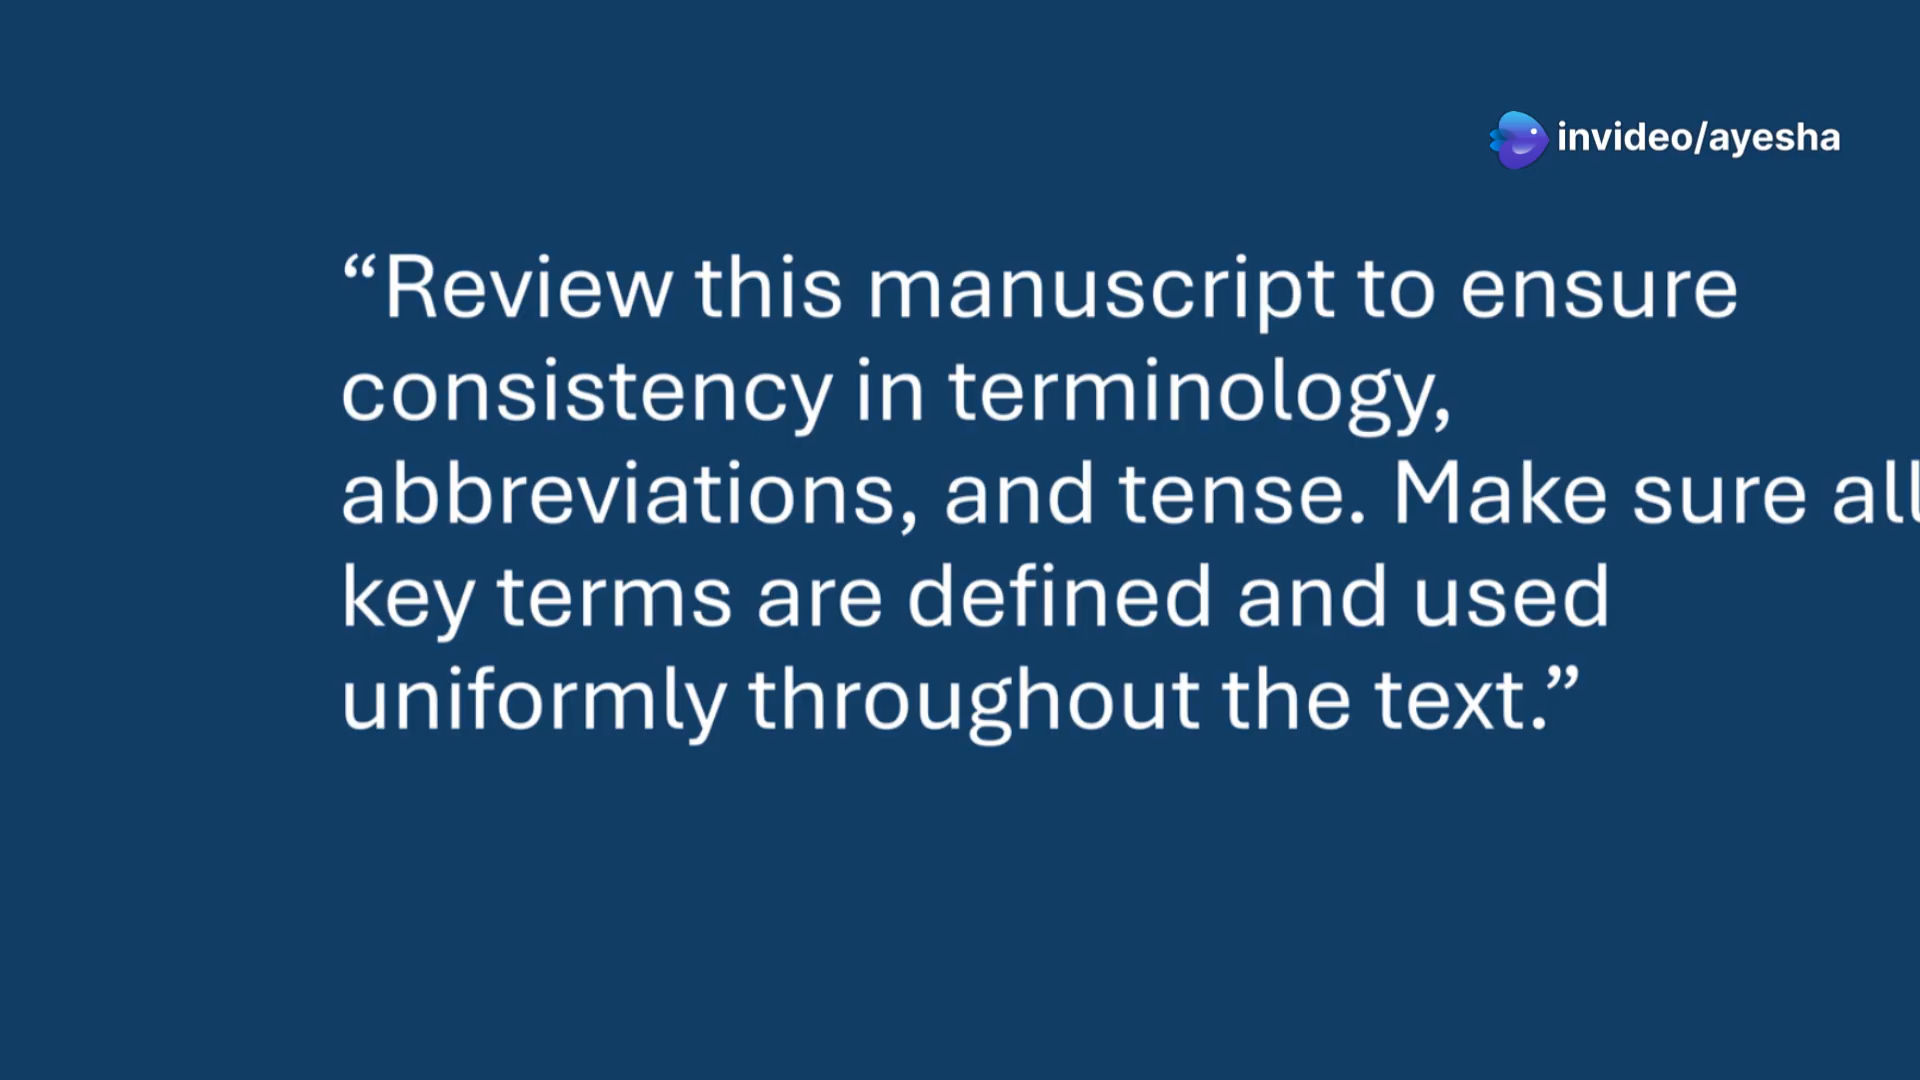 invideo/ayesha
“Review this manuscript to ensure
consistency in terminology,
abbreviations, and tense. Make sure all
key terms are defined and used
uniformly throughout the text.”